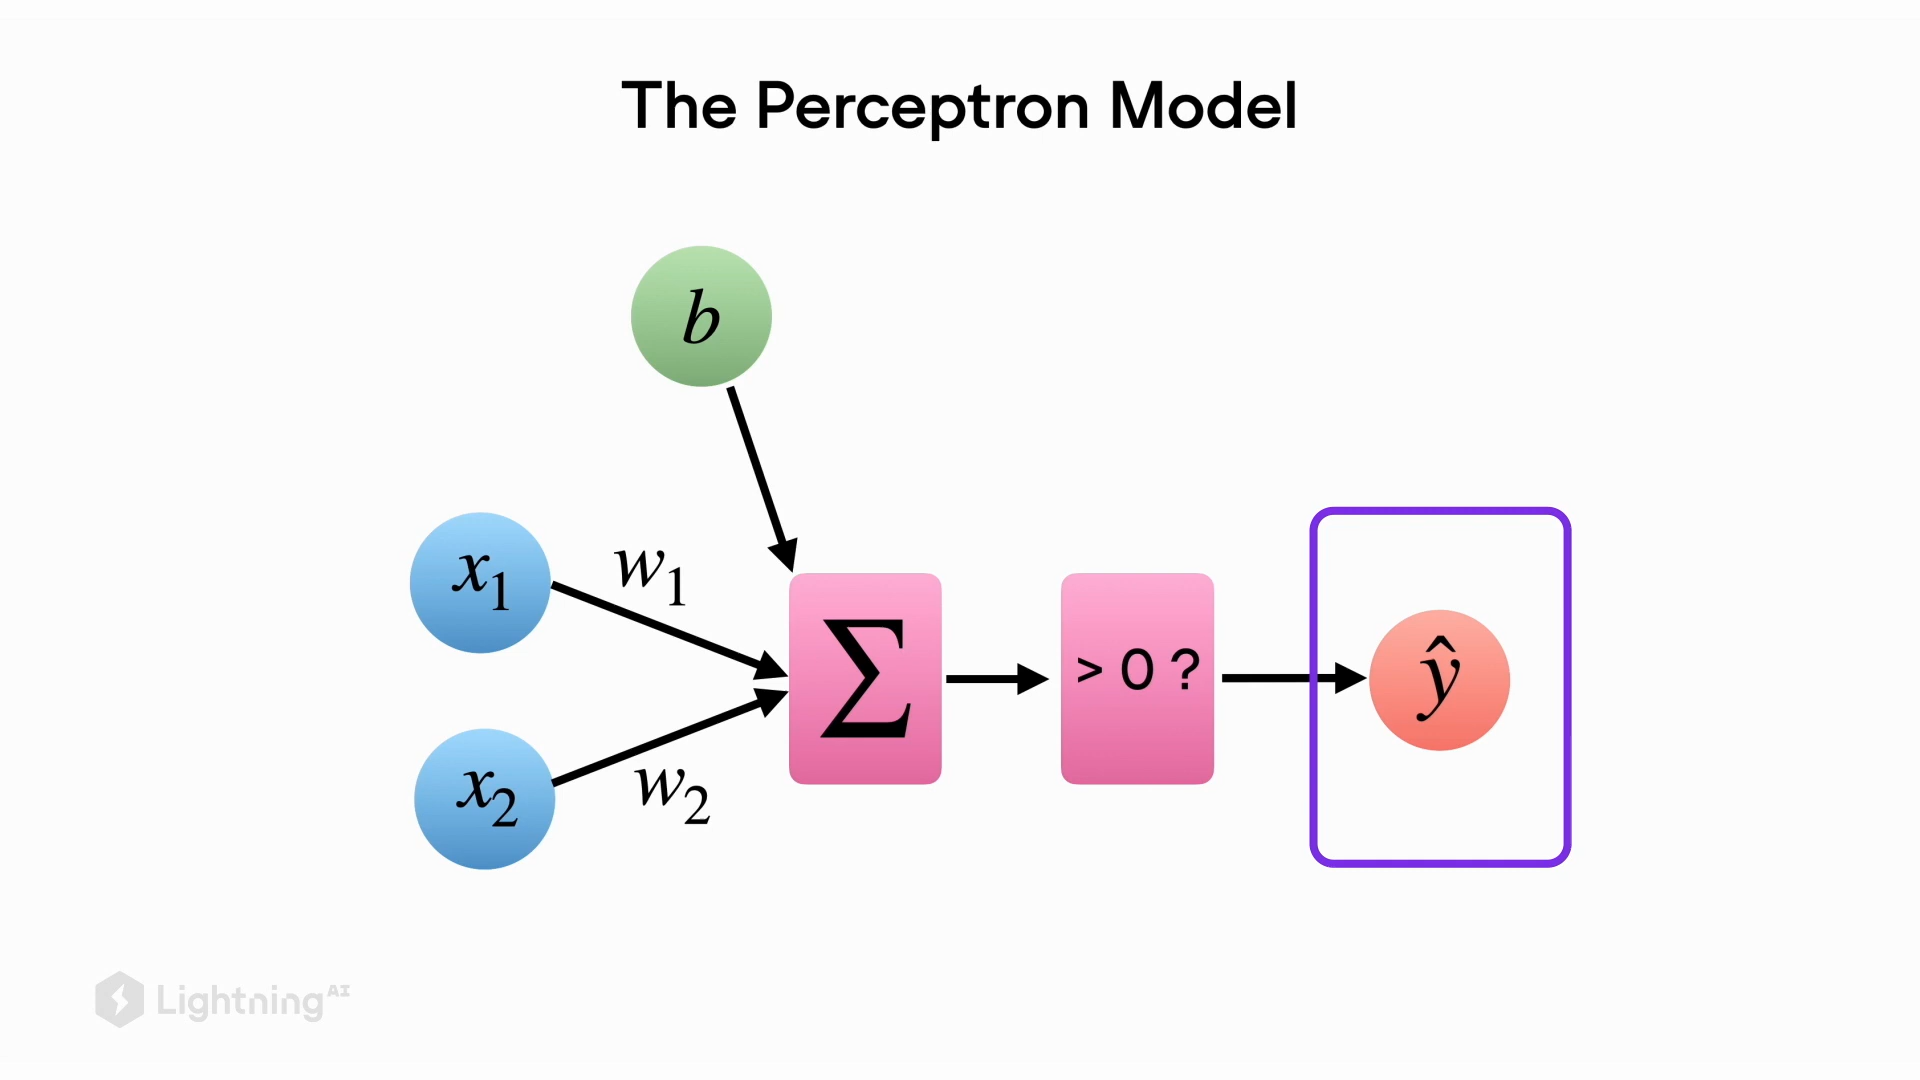 The Perceptron Model
b
x₁
w₁
Σ
> 0 ?
ŷ
x₂
w₂
Lightning AI